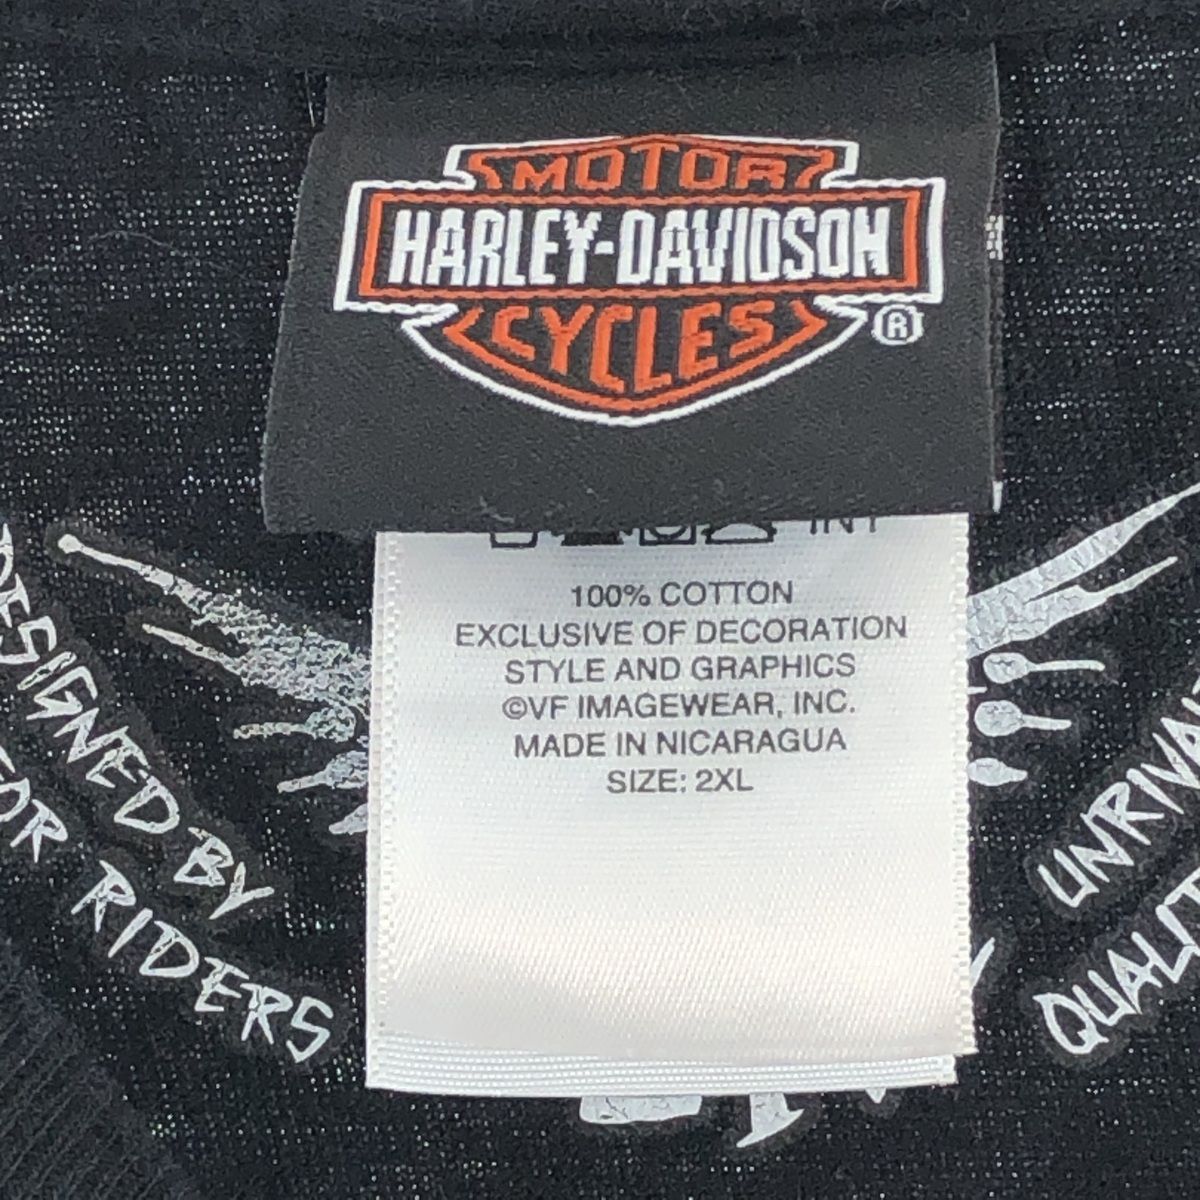 MOTOR
HARLEY-DAVIDSON
CYCLES
®
100% COTTON
EXCLUSIVE OF DECORATION
STYLE AND GRAPHICS
©VF IMAGEWEAR, INC.
MADE IN NICARAGUA
SIZE: 2XL
DESIGNED BY
FOR RIDERS